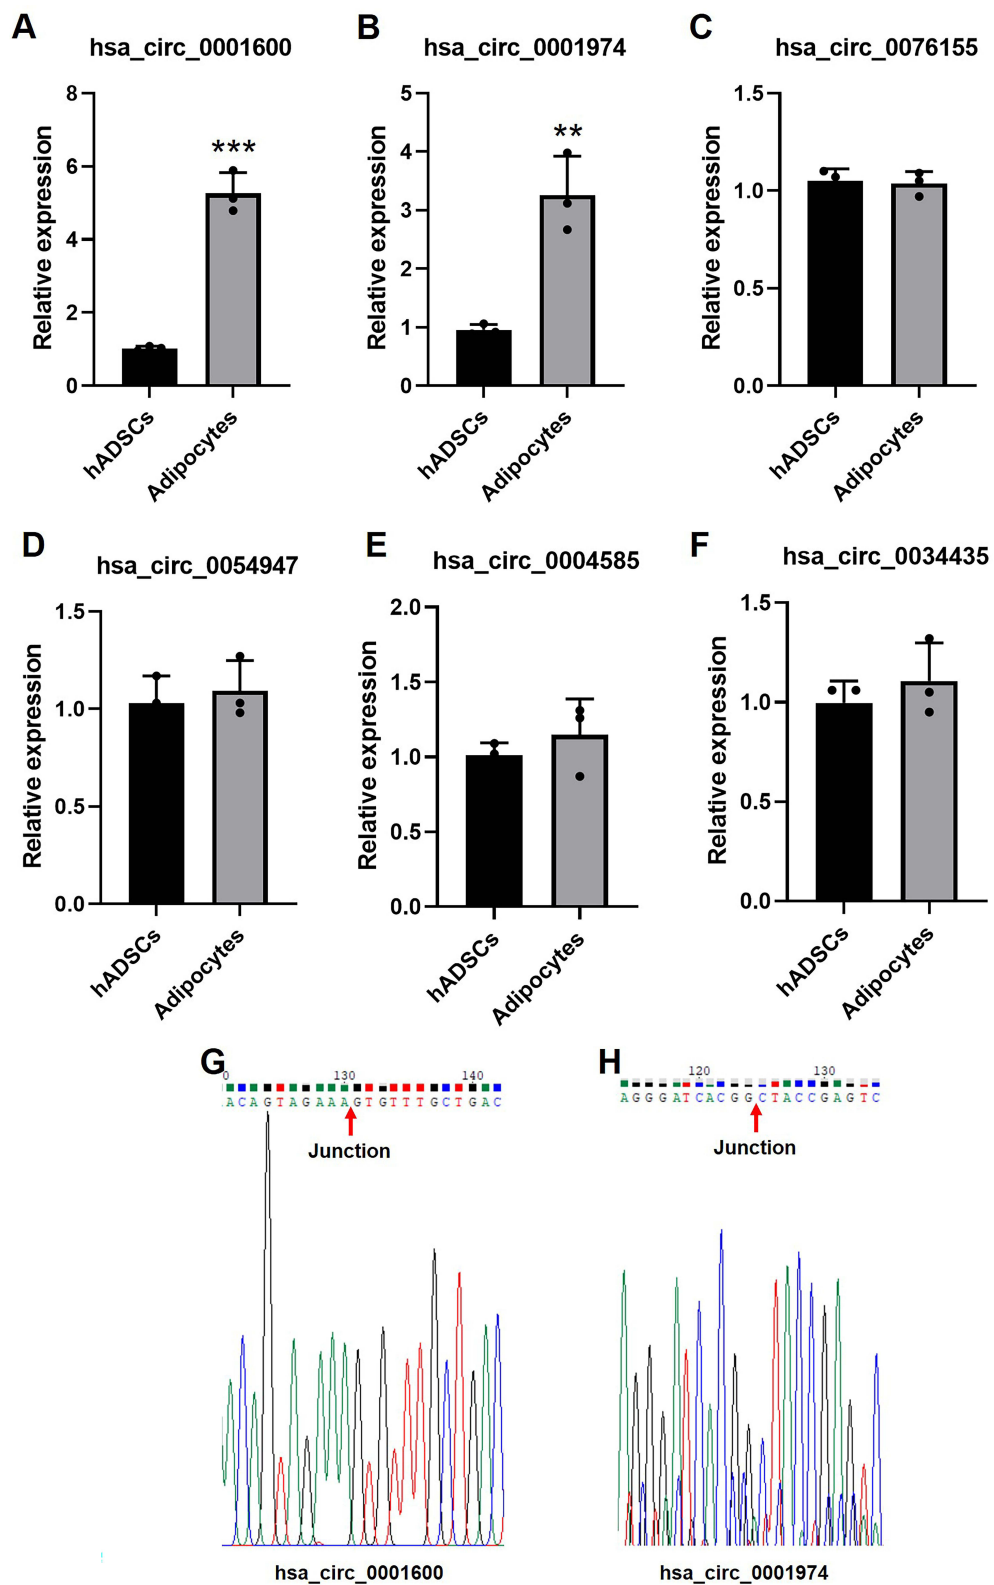 A
hsa_circ_0001600
Relative expression
8
6
4
2
0
***
hADSCs
Adipocytes
B
hsa_circ_0001974
Relative expression
5
4
3
2
1
0
**
hADSCs
Adipocytes
C
hsa_circ_0076155
Relative expression
1.5
1.0
0.5
0.0
hADSCs
Adipocytes
D
hsa_circ_0054947
Relative expression
1.5
1.0
0.5
0.0
hADSCs
Adipocytes
E
hsa_circ_0004585
Relative expression
2.0
1.5
1.0
0.5
0.0
hADSCs
Adipocytes
F
hsa_circ_0034435
Relative expression
1.5
1.0
0.5
0.0
hADSCs
Adipocytes
G
0 130 140
ACAGTAGAAAGTGTTTGCTGAC
Junction
hsa_circ_0001600
H
120 130
AGGGATCACGGCTACCGAGTC
Junction
hsa_circ_0001974